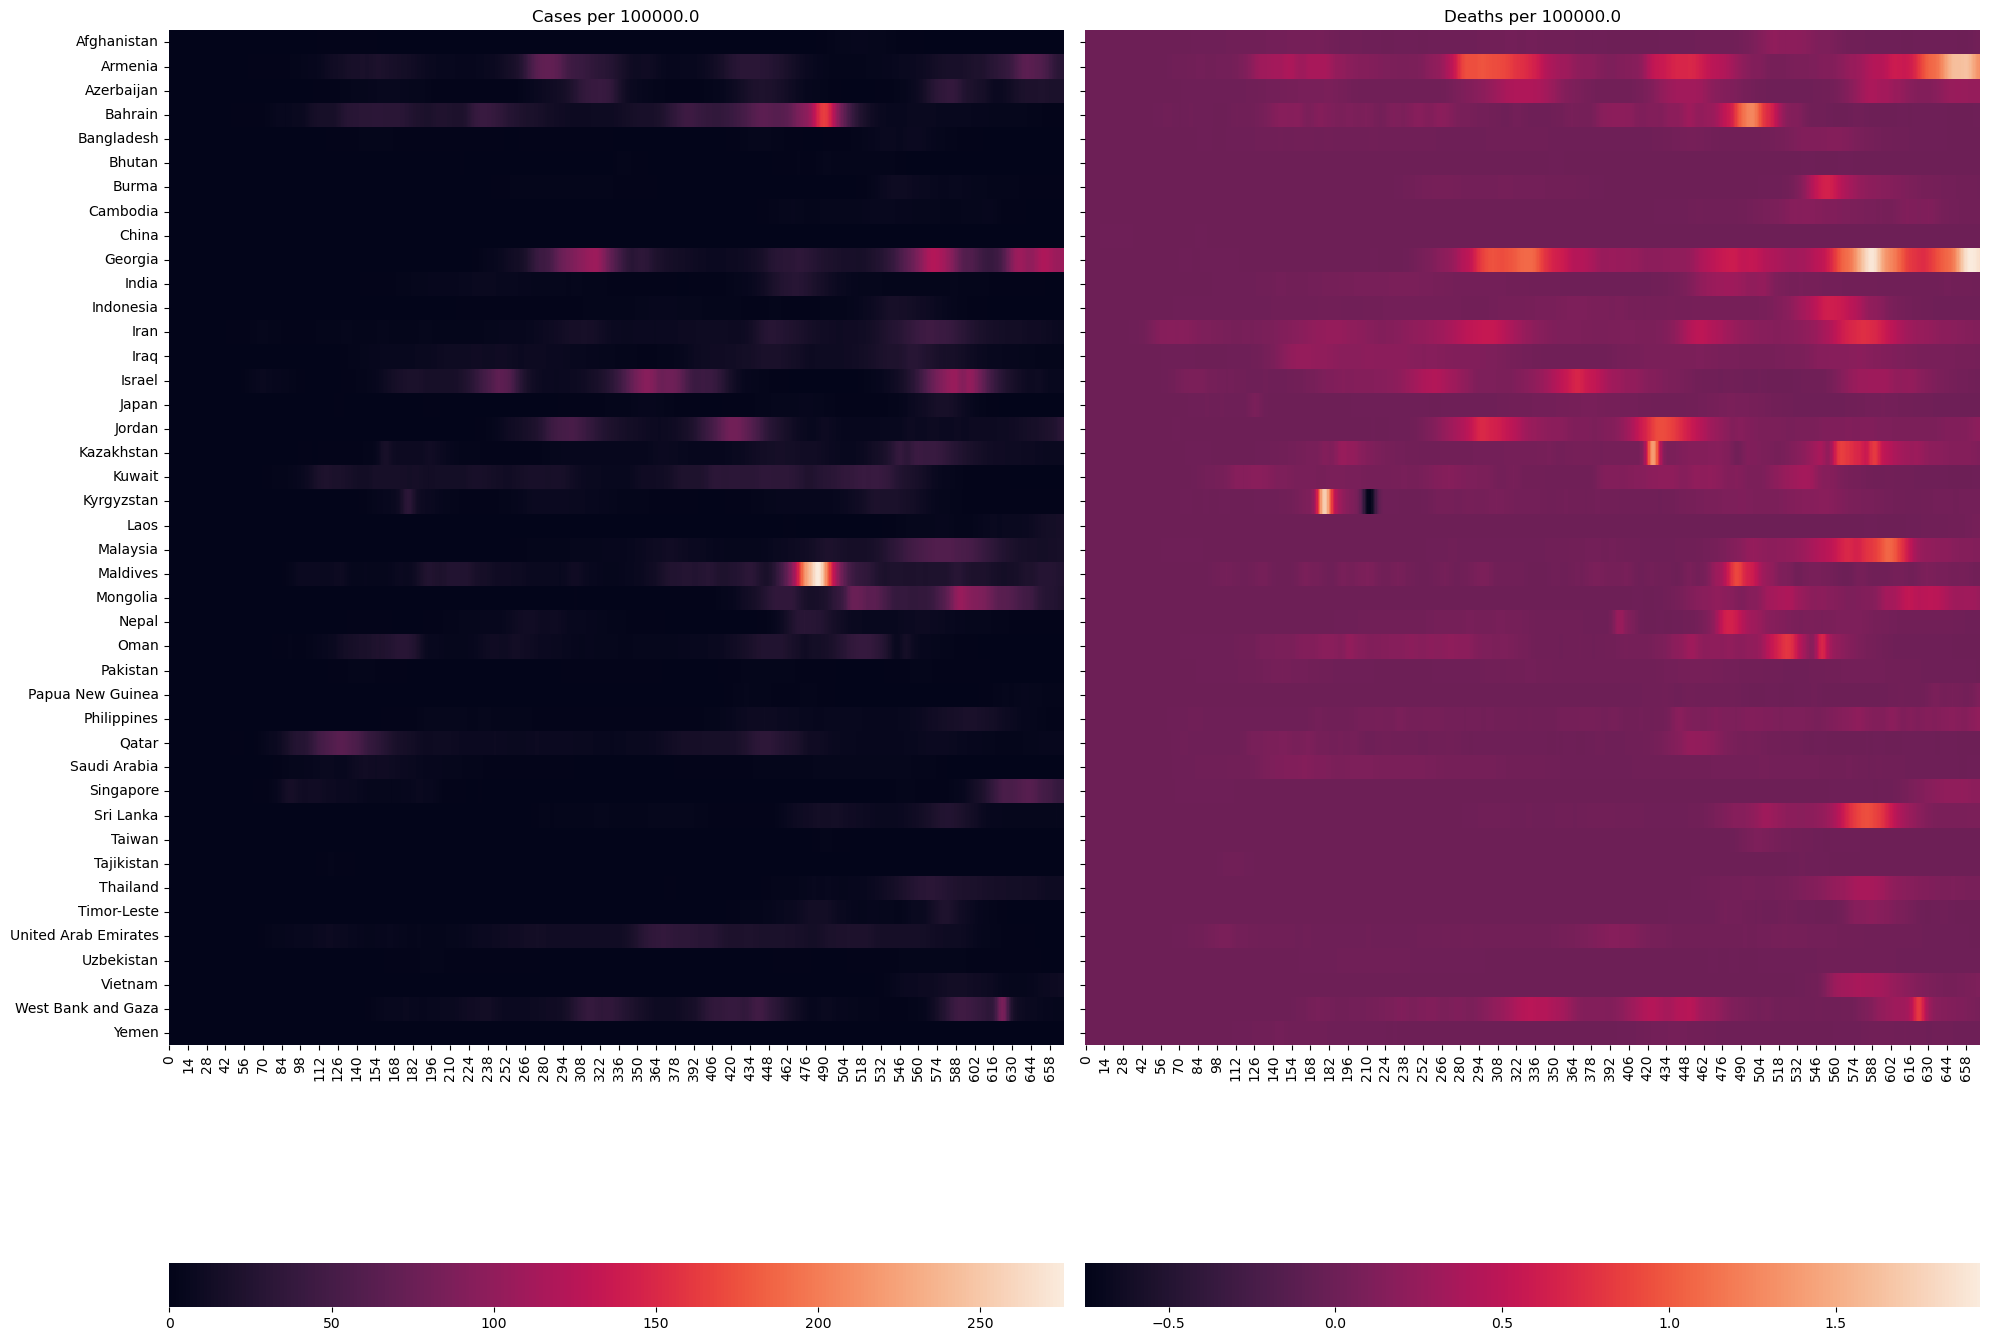 Cases per 100000.0
Deaths per 100000.0
Afghanistan
Armenia
Azerbaijan
Bahrain
Bangladesh
Bhutan
Burma
Cambodia
China
Georgia
India
Indonesia
Iran
Iraq
Israel
Japan
Jordan
Kazakhstan
Kuwait
Kyrgyzstan
Laos
Malaysia
Maldives
Mongolia
Nepal
Oman
Pakistan
Papua New Guinea
Philippines
Qatar
Saudi Arabia
Singapore
Sri Lanka
Taiwan
Tajikistan
Thailand
Timor-Leste
United Arab Emirates
Uzbekistan
Vietnam
West Bank and Gaza
Yemen
0 14 28 42 56 70 84 98 112 126 140 154 168 182 196 210 224 238 252 266 280 294 308 322 336 350 364 378 392 406 420 434 448 462 476 490 504 518 532 546 560 574 588 602 616 630 644 658
0 14 28 42 56 70 84 98 112 126 140 154 168 182 196 210 224 238 252 266 280 294 308 322 336 350 364 378 392 406 420 434 448 462 476 490 504 518 532 546 560 574 588 602 616 630 644 658
0 50 100 150 200 250
−0.5 0.0 0.5 1.0 1.5